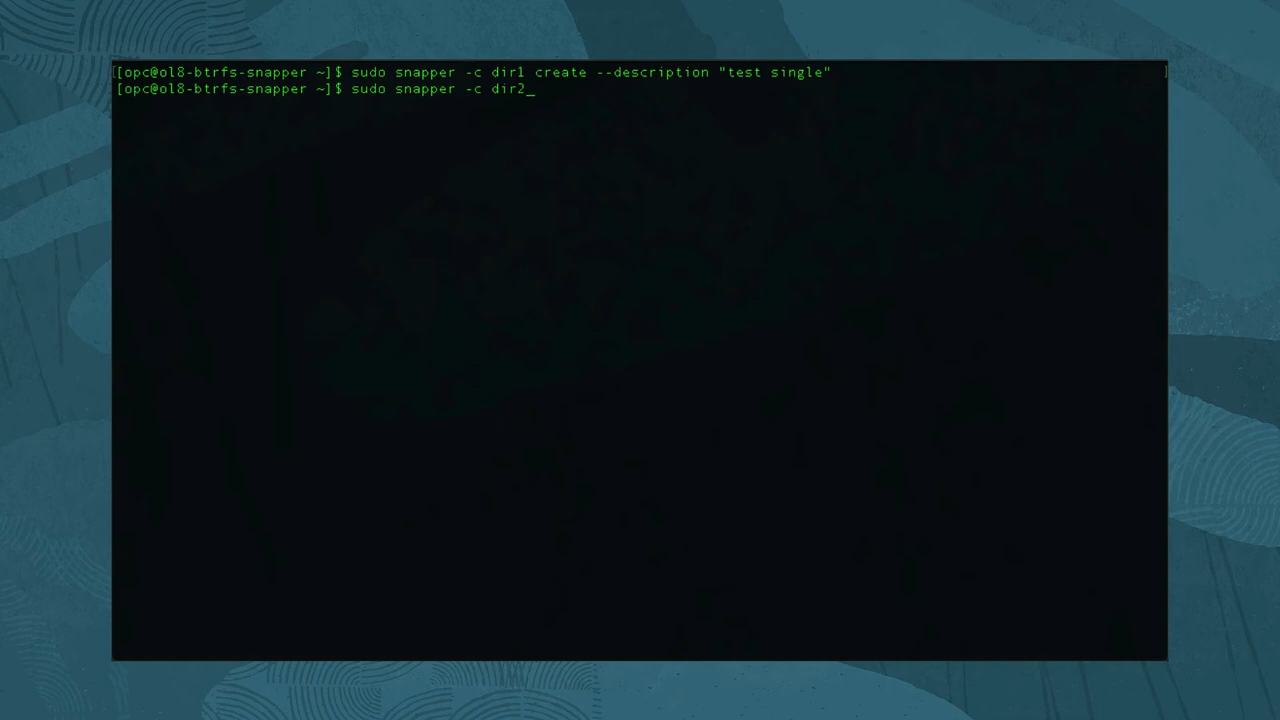 [[opc@ol8-btrfs-snapper ~]$ sudo snapper -c dir1 create --description "test single" ]
[opc@ol8-btrfs-snapper ~]$ sudo snapper -c dir2_